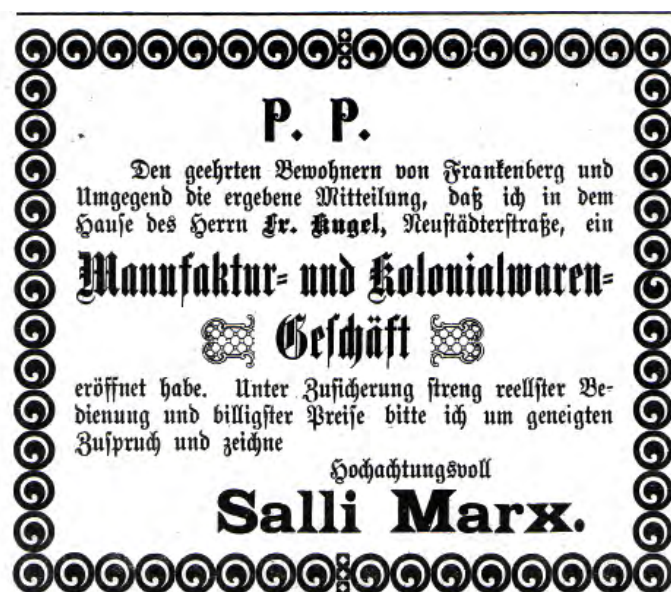 P. P.
Den geehrten Bewohnern von Frankenberg und
Umgegend die ergebene Mitteilung, daß ich in dem
Hause des Herrn Fr. Kugel, Neustädterstraße, ein
Manufaktur- und Kolonialwaren-
Geschäft
eröffnet habe. Unter Zusicherung streng reellster Be-
dienung und billigster Preise bitte ich um geneigten
Zuspruch und zeichne
Hochachtungsvoll
Salli Marx.